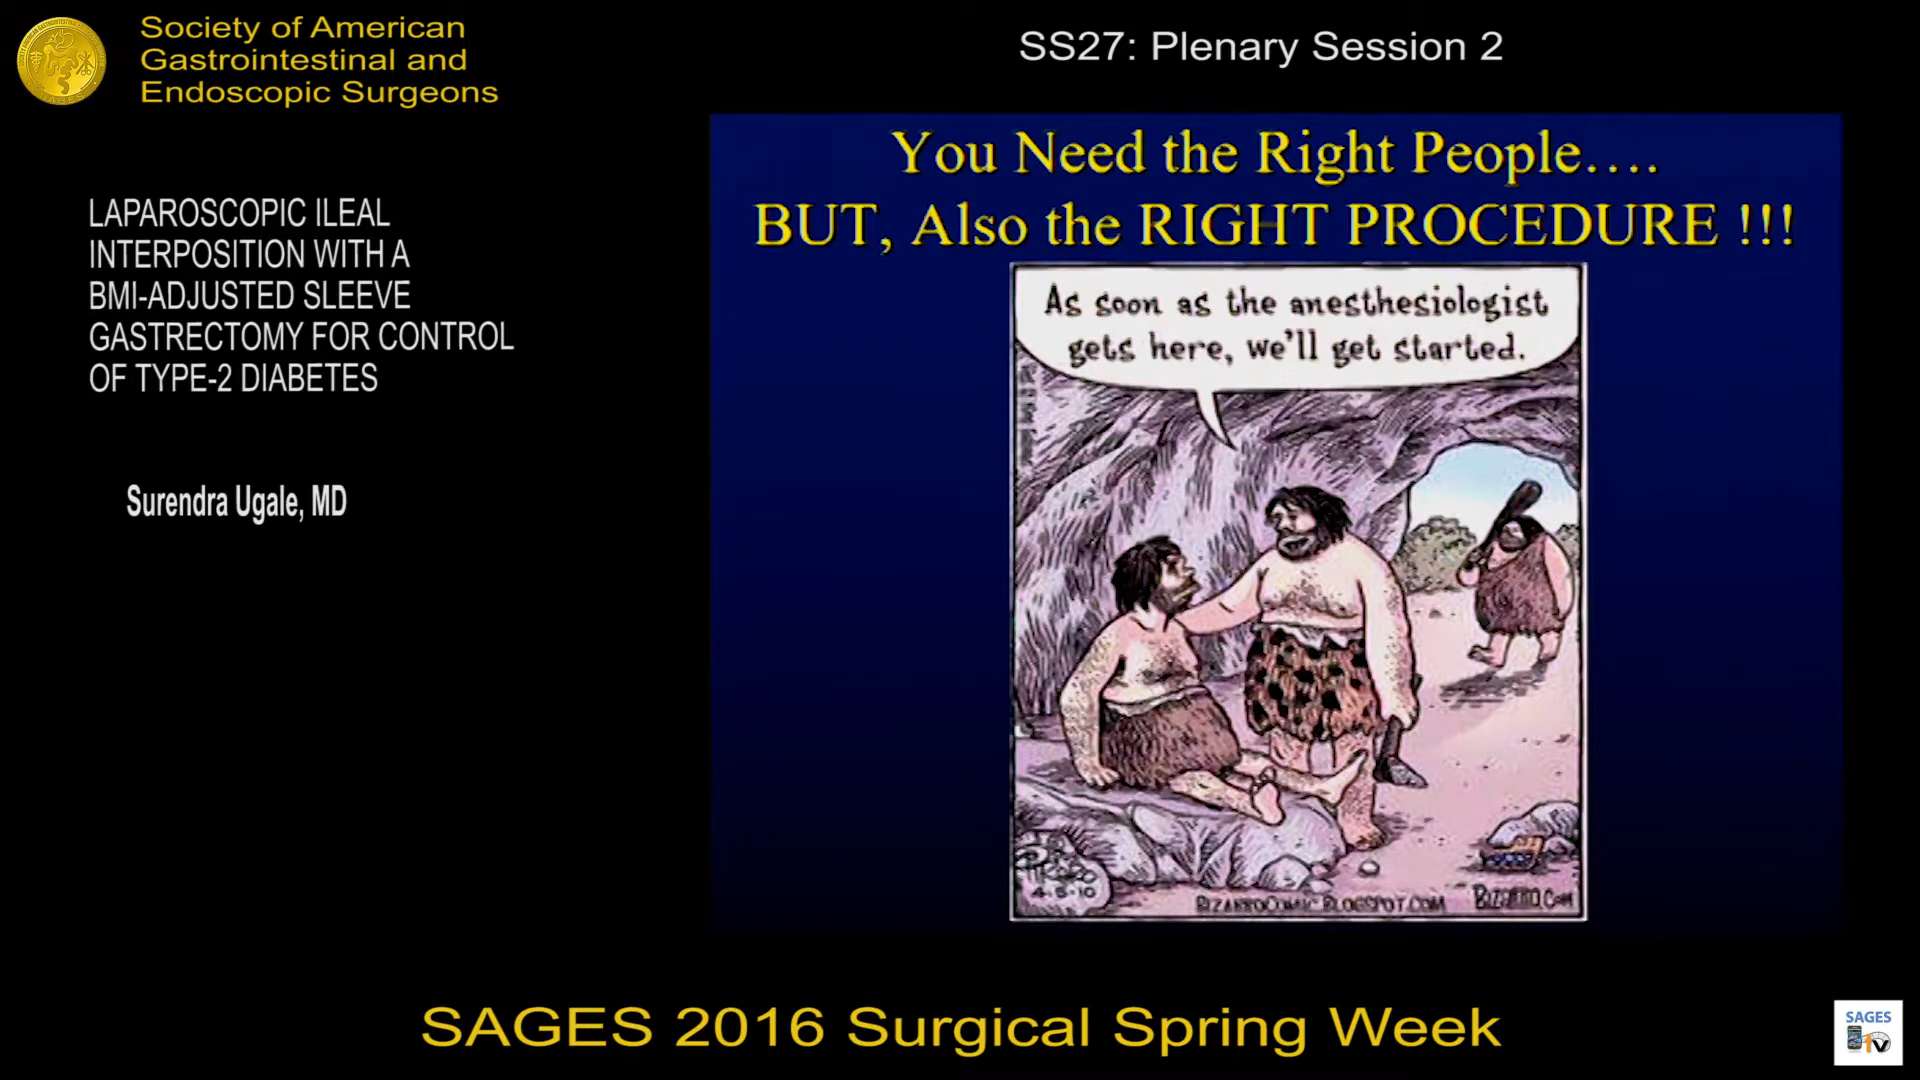 Society of American
Gastrointestinal and
Endoscopic Surgeons
SS27: Plenary Session 2
LAPAROSCOPIC ILEAL
INTERPOSITION WITH A
BMI-ADJUSTED SLEEVE
GASTRECTOMY FOR CONTROL
OF TYPE-2 DIABETES
Surendra Ugale, MD
You Need the Right People....
BUT, Also the RIGHT PROCEDURE !!!
As soon as the anesthesiologist
gets here, we'll get started.
4-5-10
BIZARROCOMIC.BLOGSPOT.COM
BIZARRO.COM
SAGES 2016 Surgical Spring Week
SAGES
TV